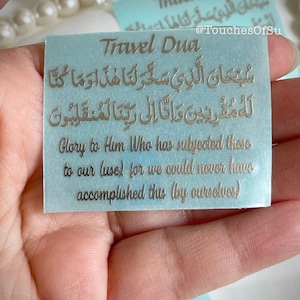 @TouchesOfSu
Travel Dua
سُبْحَانَ الَّذِي سَخَّرَ لَنَا هَذَا وَمَا كُنَّا
لَهُ مُقْرِنِينَ وَإِنَّا إِلَى رَبِّنَا لَمُنْقَلِبُونَ
Glory to Him Who has subjected these
to our (use) for we could never have
accomplished this (by ourselves)